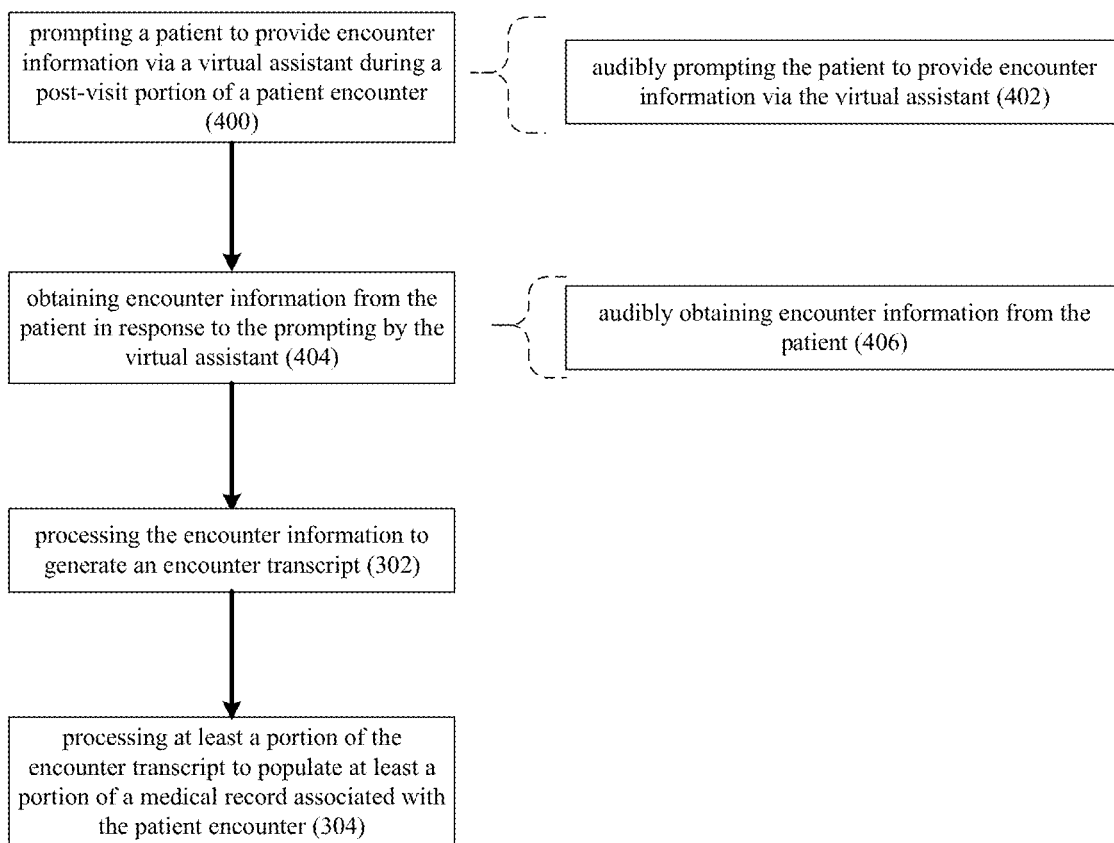 prompting a patient to provide encounter
information via a virtual assistant during a
post-visit portion of a patient encounter
(400)
audibly prompting the patient to provide encounter
information via the virtual assistant (402)
obtaining encounter information from the
patient in response to the prompting by the
virtual assistant (404)
audibly obtaining encounter information from the
patient (406)
processing the encounter information to
generate an encounter transcript (302)
processing at least a portion of the
encounter transcript to populate at least a
portion of a medical record associated with
the patient encounter (304)